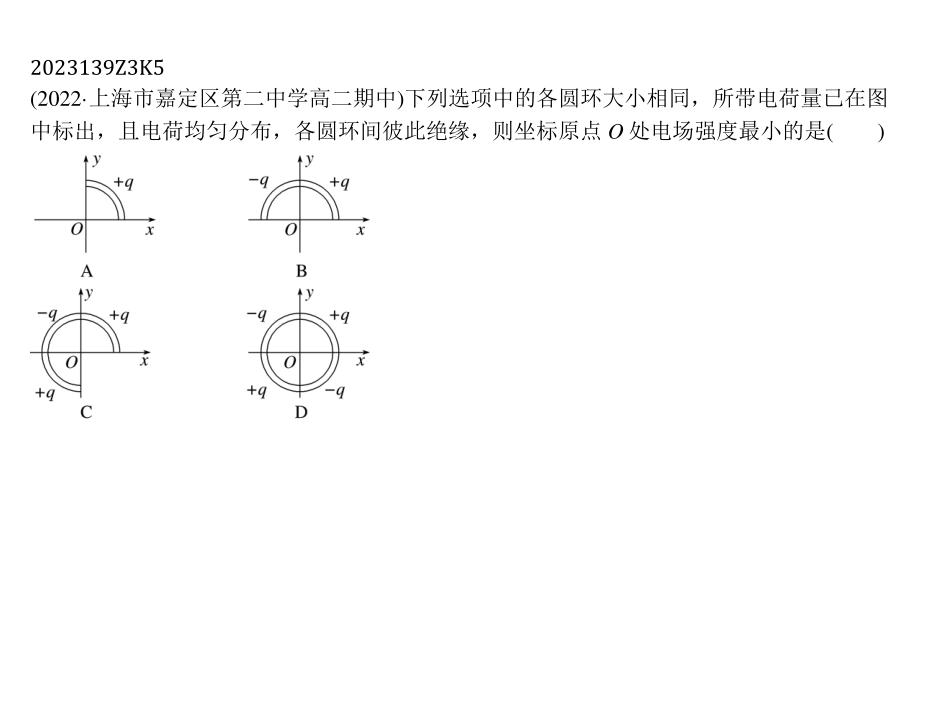 2023139Z3K5
(2022·上海市嘉定区第二中学高二期中)下列选项中的各圆环大小相同，所带电荷量已在图
中标出，且电荷均匀分布，各圆环间彼此绝缘，则坐标原点 O 处电场强度最小的是(　　)
y
+q
O
x
A
y
−q
+q
O
x
B
y
−q
+q
O
x
+q
C
y
−q
+q
O
x
+q
−q
D